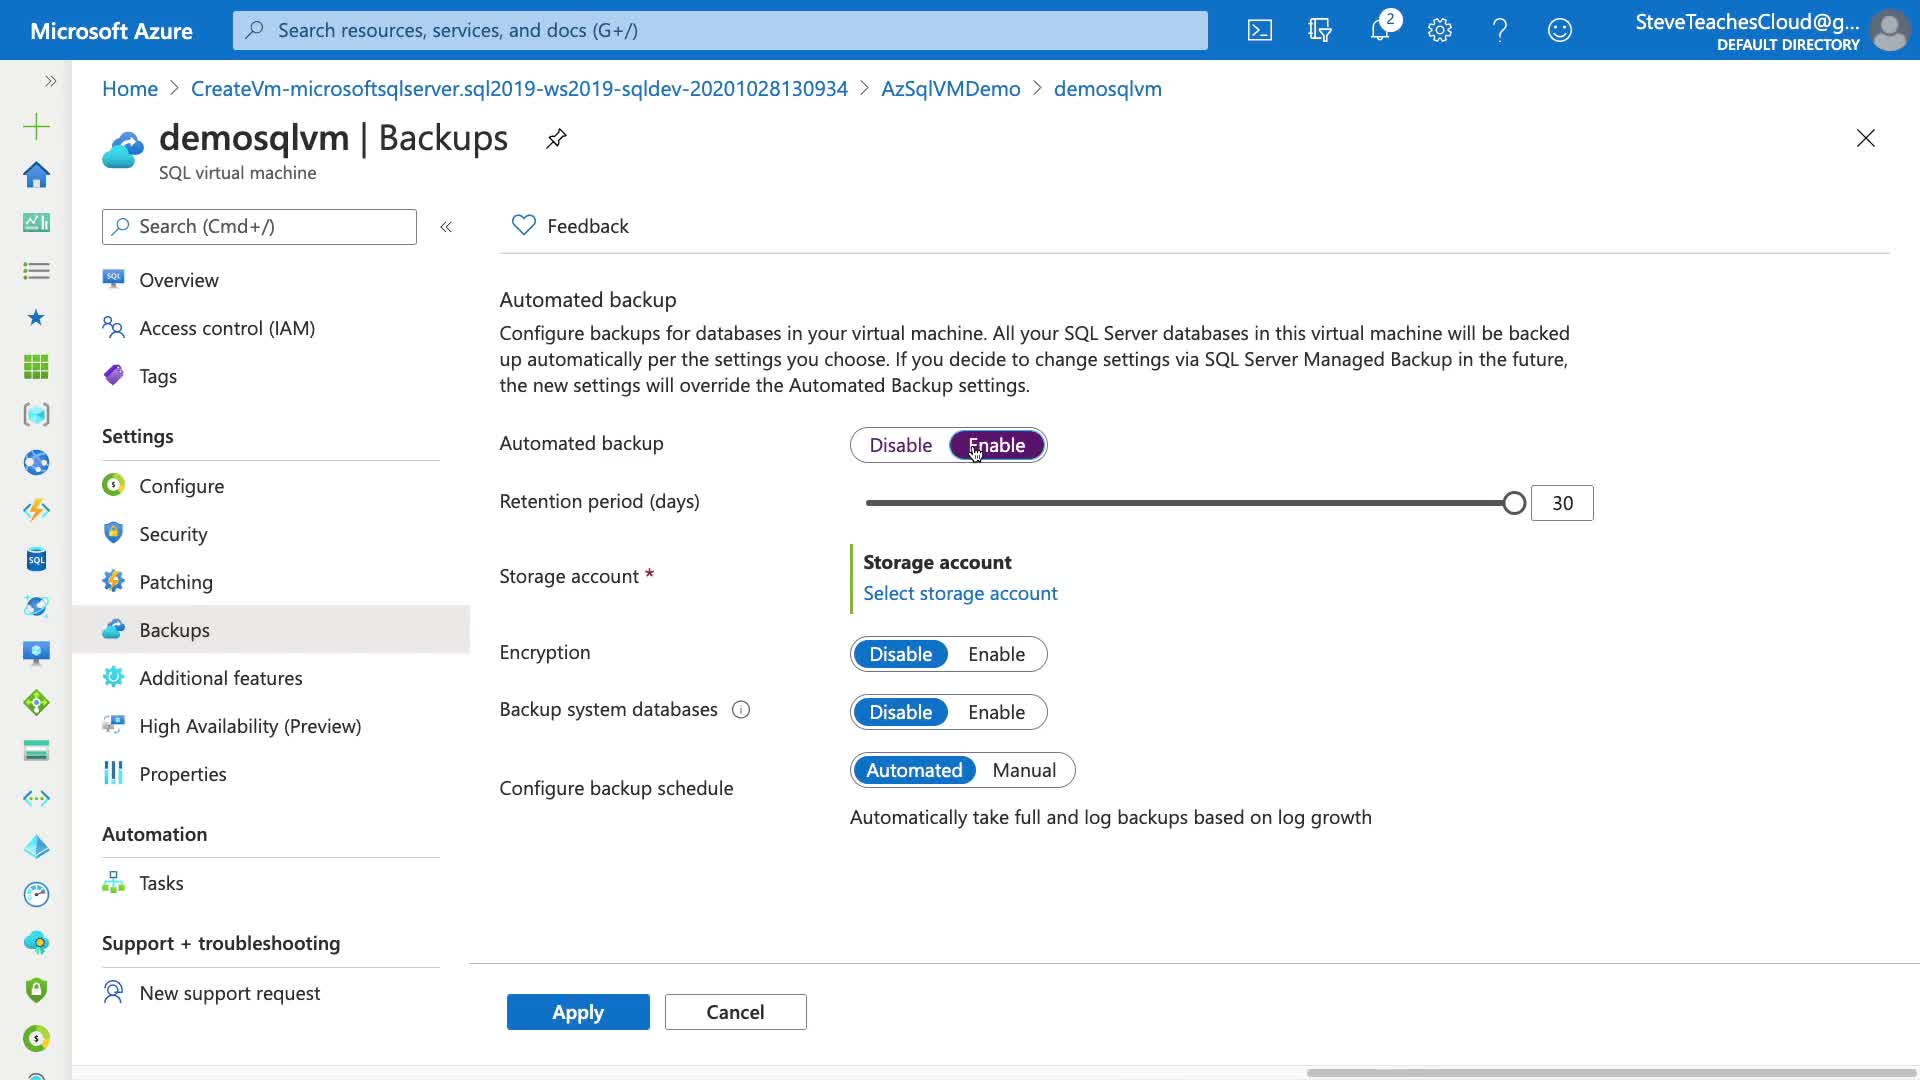 Microsoft Azure
Search resources, services, and docs (G+/)
2
SteveTeachesCloud@g...
DEFAULT DIRECTORY
Home > CreateVm-microsoftsqlserver.sql2019-ws2019-sqldev-20201028130934 > AzSqlVMDemo > demosqlvm
demosqlvm | Backups
SQL virtual machine
Search (Cmd+/)
Overview
Access control (IAM)
Tags
Settings
Configure
Security
Patching
Backups
Additional features
High Availability (Preview)
Properties
Automation
Tasks
Support + troubleshooting
New support request
Feedback
Automated backup
Configure backups for databases in your virtual machine. All your SQL Server databases in this virtual machine will be backed
up automatically per the settings you choose. If you decide to change settings via SQL Server Managed Backup in the future,
the new settings will override the Automated Backup settings.
Automated backup Disable Enable
Retention period (days) 30
Storage account *
Storage account
Select storage account
Encryption Disable Enable
Backup system databases Disable Enable
Configure backup schedule Automated Manual
Automatically take full and log backups based on log growth
Apply Cancel